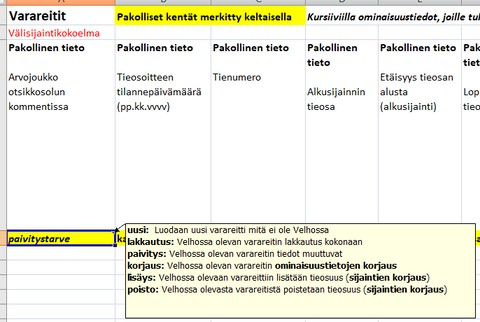 Varareitit
Pakolliset kentät merkitty keltaisella
Kursiivilla ominaisuustiedot, joille
Välisijaintikokoelma
Pakollinen tieto
Arvojoukko
otsikkosolun
kommentissa
Pakollinen tieto
Tieosoitteen
tilannepäivämäärä
(pp.kk.vvvv)
Pakollinen tieto
Tienumero
Pakollinen
tieto
Alkusijainnin
tieosa
Pakollinen tieto
Etäisyys tieosan
alusta
(alkusijainti)
paivitystarve
uusi: Luodaan uusi varareitti mitä ei ole Velhossa
lakkautus: Velhossa olevan varareitin lakkautus kokonaan
paivitys: Velhossa olevan varareitin tiedot muuttuvat
korjaus: Velhossa olevan varareitin ominaisuustietojen korjaus
lisäys: Velhossa olevaan varareittiin lisätään tieosuus (sijaintien korjaus)
poisto: Velhossa olevasta varareitistä poistetaan tieosuus (sijaintien korjaus)